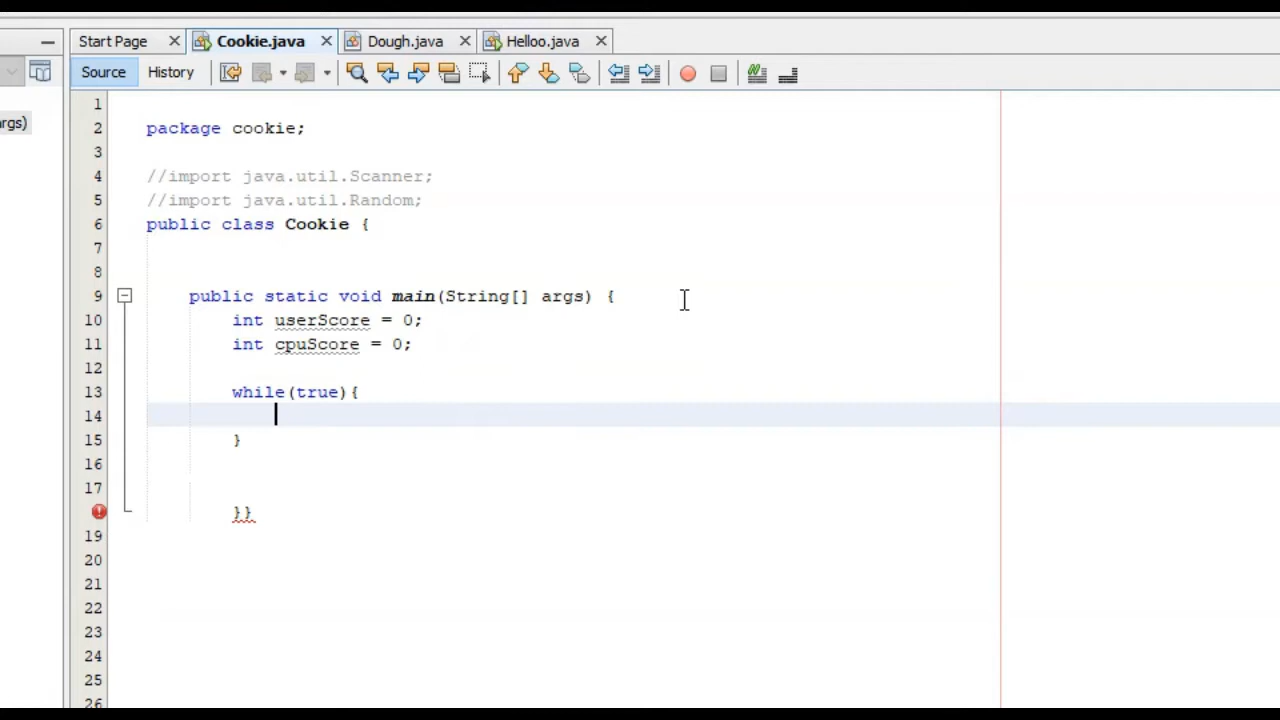 Start Page Cookie.java Dough.java Helloo.java
Source History
rgs)
1
2 package cookie;
3
4 //import java.util.Scanner;
5 //import java.util.Random;
6 public class Cookie {
7
8
9 public static void main(String[] args) {
10 int userScore = 0;
11 int cpuScore = 0;
12
13 while(true){
14
15 }
16
17
}}
19
20
21
22
23
24
25
26